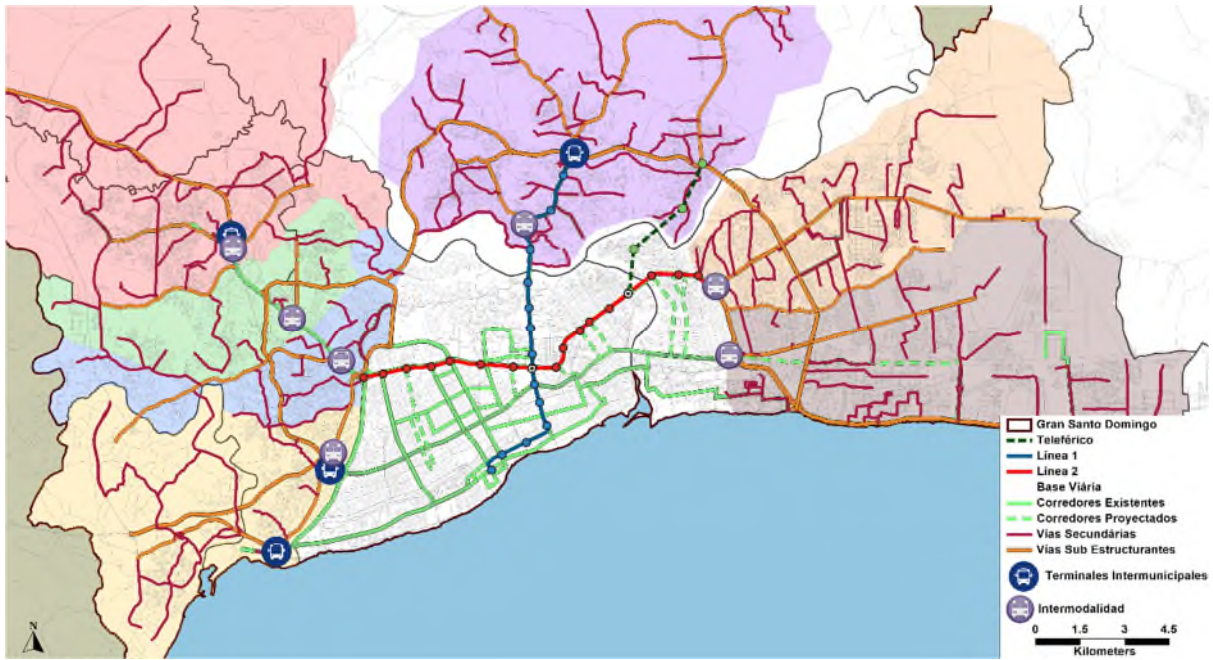 N
Gran Santo Domingo
Teleférico
Línea 1
Línea 2
Base Viária
Corredores Existentes
Corredores Proyectados
Vías Secundárias
Vías Sub Estructurantes
Terminales Intermunicipales
Intermodalidad
0 1.5 3 4.5
Kilometers